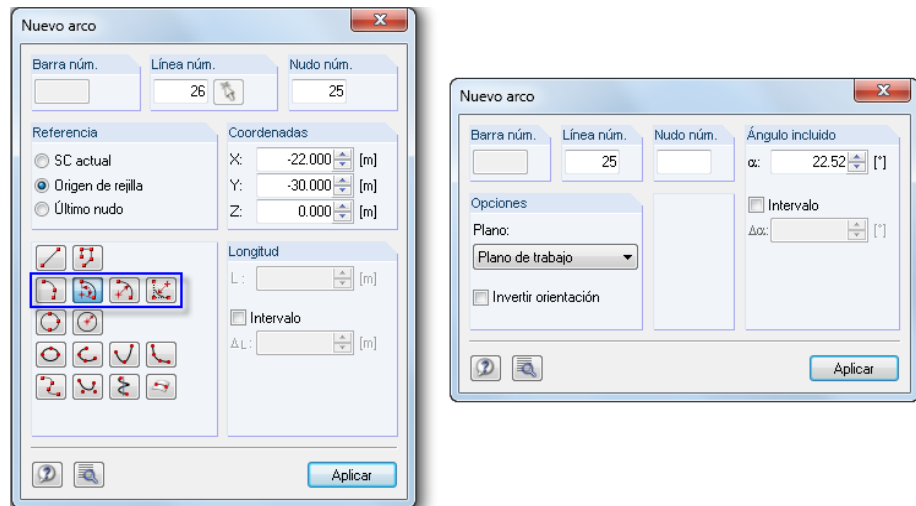 Nuevo arco
Barra núm.
Línea núm.
Nudo núm.
26
25
Referencia
Coordenadas
SC actual
X: -22.000 [m]
Origen de rejilla
Y: -30.000 [m]
Último nudo
Z: 0.000 [m]
Longitud
L: [m]
Intervalo
ΔL: [m]
Aplicar
Nuevo arco
Barra núm.
Línea núm.
Nudo núm.
Ángulo incluido
25
α: 22.52 [°]
Opciones
Intervalo
Plano:
Δα: [°]
Plano de trabajo
Invertir orientación
Aplicar